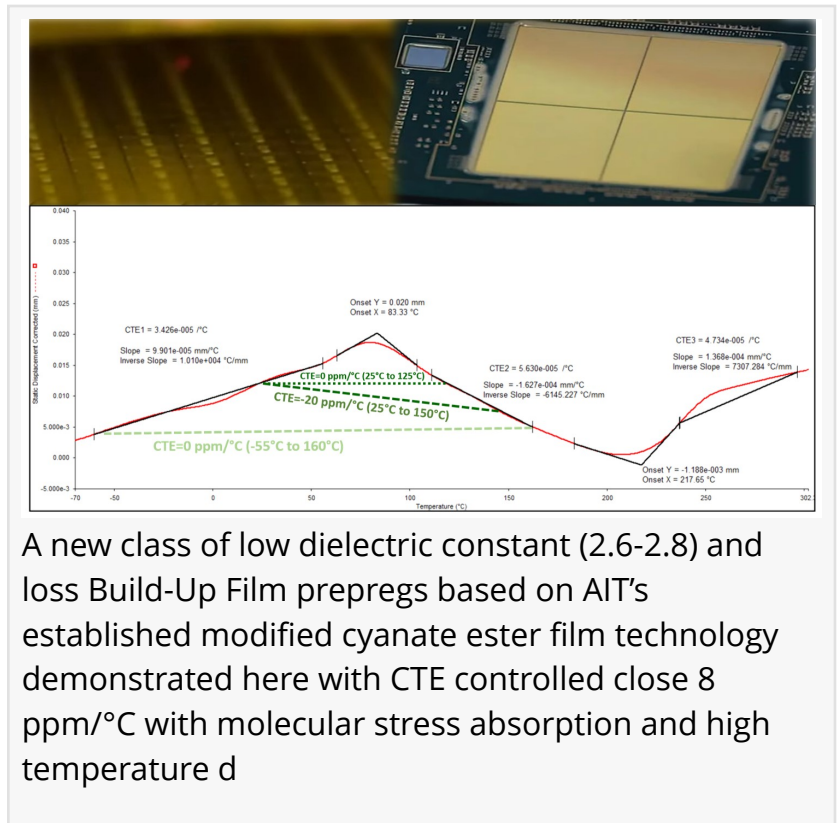 0.040
0.035
0.030
0.025
0.020
0.015
0.010
5.000e-3
0.000
-5.000e-3
Static Displacement Corrected (mm)
CTE1 = 3.426e-005 /°C
Slope = 9.901e-005 mm/°C
Inverse Slope = 1.010e+004 °C/mm
Onset Y = 0.020 mm
Onset X = 83.33 °C
CTE=0 ppm/°C (25°C to 125°C)
CTE=-20 ppm/°C (25°C to 150°C)
CTE=0 ppm/°C (-55°C to 160°C)
CTE2 = 5.630e-005 /°C
Slope = -1.627e-004 mm/°C
Inverse Slope = -6145.227 °C/mm
CTE3 = 4.734e-005 /°C
Slope = 1.368e-004 mm/°C
Inverse Slope = 7307.284 °C/mm
Onset Y = -1.188e-003 mm
Onset X = 217.65 °C
-70 -50 0 50 100 150 200 250 302.
Temperature (°C)
A new class of low dielectric constant (2.6-2.8) and
loss Build-Up Film prepregs based on AIT’s
established modified cyanate ester film technology
demonstrated here with CTE controlled close 8
ppm/°C with molecular stress absorption and high
temperature d